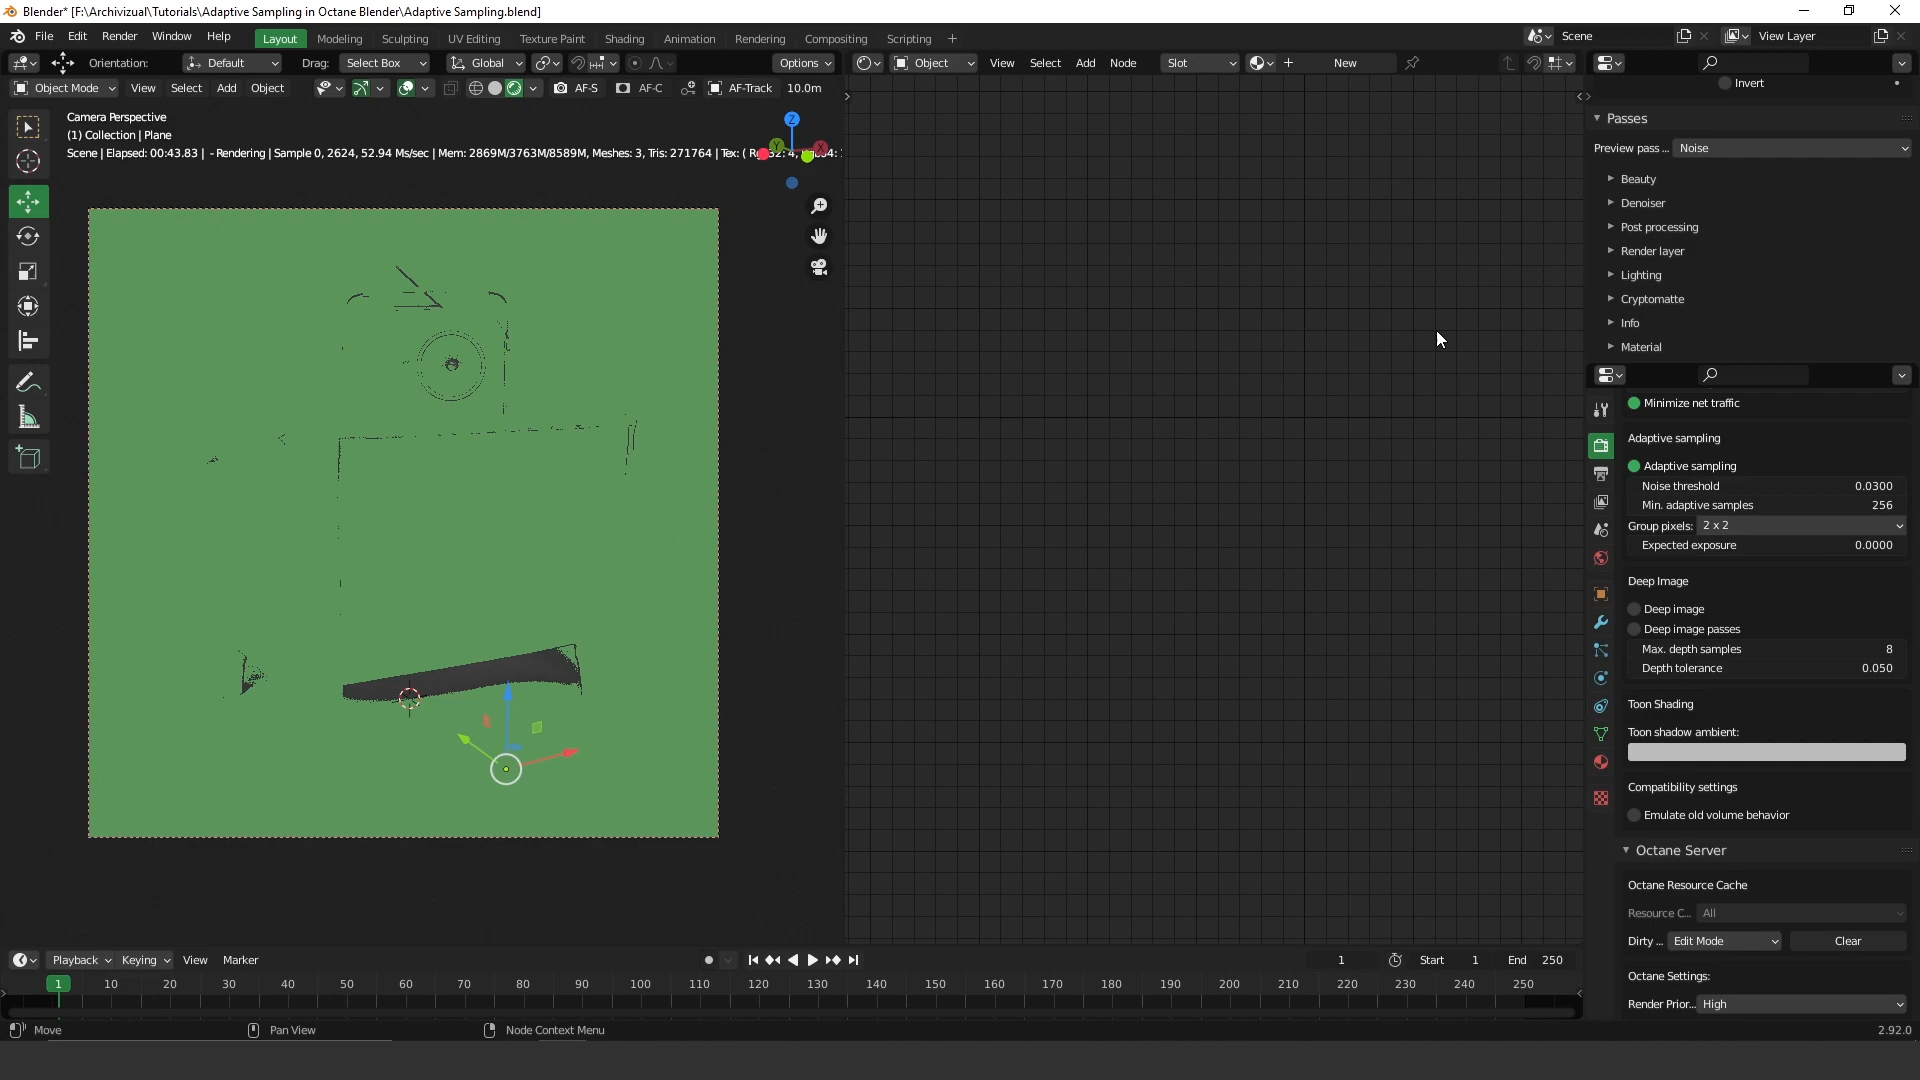 Blender* [F:\Archivizual\Tutorials\Adaptive Sampling in Octane Blender\Adaptive Sampling.blend]
File Edit Render Window Help Layout Modeling Sculpting UV Editing Texture Paint Shading Animation Rendering Compositing Scripting + Scene View Layer
Orientation: Default Drag: Select Box Global Options Object View Select Add Node Slot New
Object Mode View Select Add Object AF-S AF-C AF-Track 10.0m
Invert
Camera Perspective
(1) Collection | Plane
Scene | Elapsed: 00:43.83 | - Rendering | Sample 0, 2624, 52.94 Ms/sec | Mem: 2869M/3763M/8589M, Meshes: 3, Tris: 271764 | Tex: (
Z
Y
X
Passes
Preview pass ... Noise
Beauty
Denoiser
Post processing
Render layer
Lighting
Cryptomatte
Info
Material
Minimize net traffic
Adaptive sampling
Adaptive sampling
Noise threshold 0.0300
Min. adaptive samples 256
Group pixels: 2 x 2
Expected exposure 0.0000
Deep Image
Deep image
Deep image passes
Max. depth samples 8
Depth tolerance 0.050
Toon Shading
Toon shadow ambient:
Compatibility settings
Emulate old volume behavior
Octane Server
Octane Resource Cache
Resource C... All
Dirty ... Edit Mode Clear
Octane Settings:
Render Prior... High
Playback Keying View Marker 1 Start 1 End 250
1 10 20 30 40 50 60 70 80 90 100 110 120 130 140 150 160 170 180 190 200 210 220 230 240 250
Move Pan View Node Context Menu 2.92.0